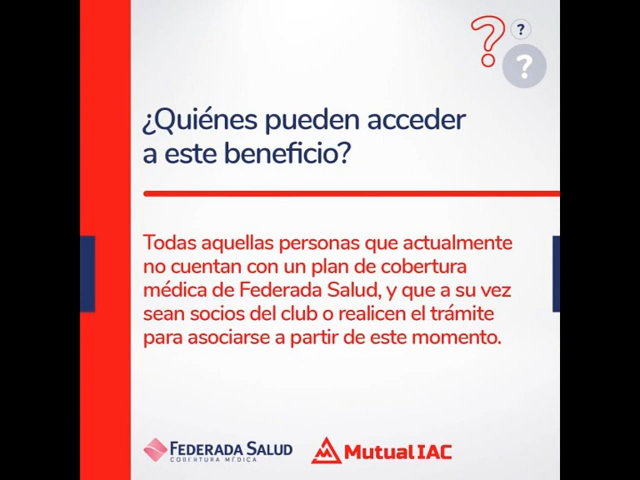 ?
?
?
¿Quiénes pueden acceder
a este beneficio?
Todas aquellas personas que actualmente
no cuentan con un plan de cobertura
médica de Federada Salud, y que a su vez
sean socios del club o realicen el trámite
para asociarse a partir de este momento.
FEDERADA SALUD
COBERTURA MÉDICA
Mutual IAC